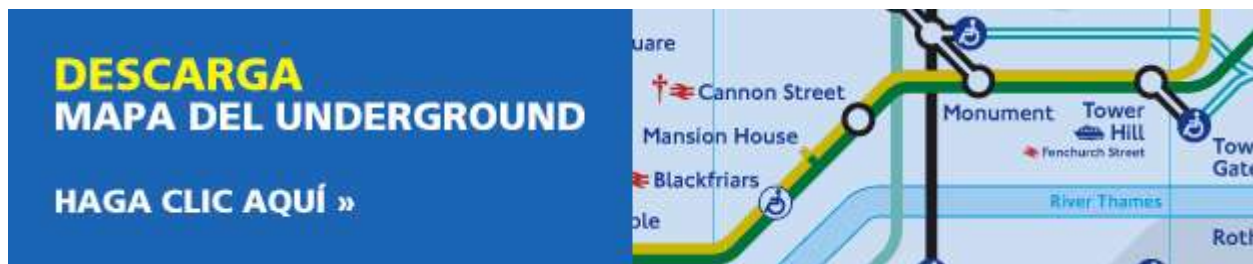 DESCARGA
MAPA DEL UNDERGROUND
HAGA CLIC AQUÍ »
Cannon Street
Mansion House
Blackfriars
Monument
Tower
Hill
Fenchurch Street
River Thames